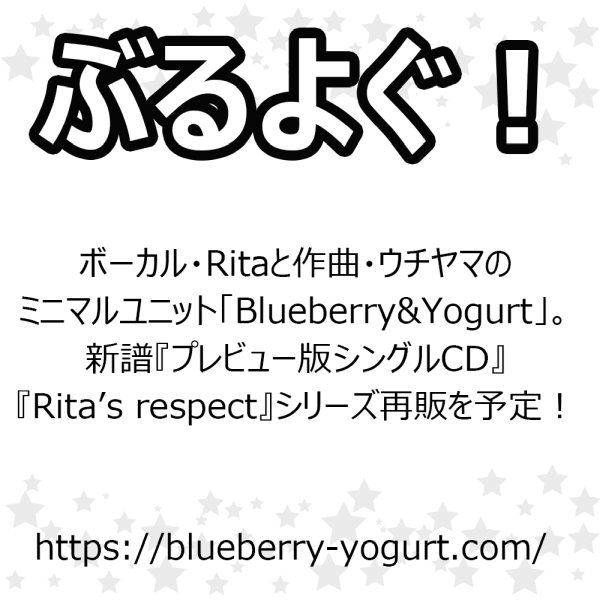 ぶるよぐ！
ボーカル・Ritaと作曲・ウチヤマの
ミニマルユニット「Blueberry&Yogurt」。
新譜『プレビュー版シングルCD』
『Rita’s respect』シリーズ再販を予定！
https://blueberry-yogurt.com/